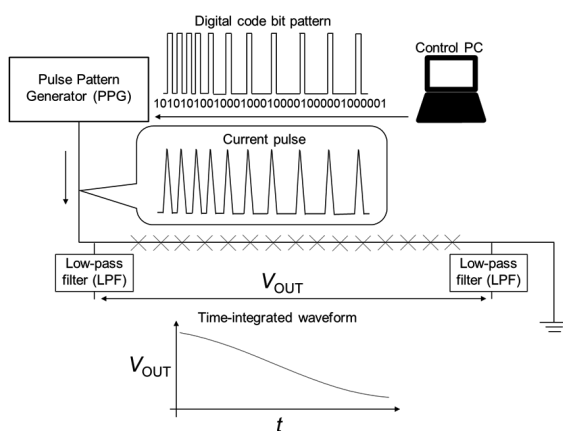 Digital code bit pattern
Control PC
Pulse Pattern
Generator (PPG)
10101010010001000100001000001000001
Current pulse
Low-pass
filter (LPF)
VOUT
Low-pass
filter (LPF)
Time-integrated waveform
VOUT
t